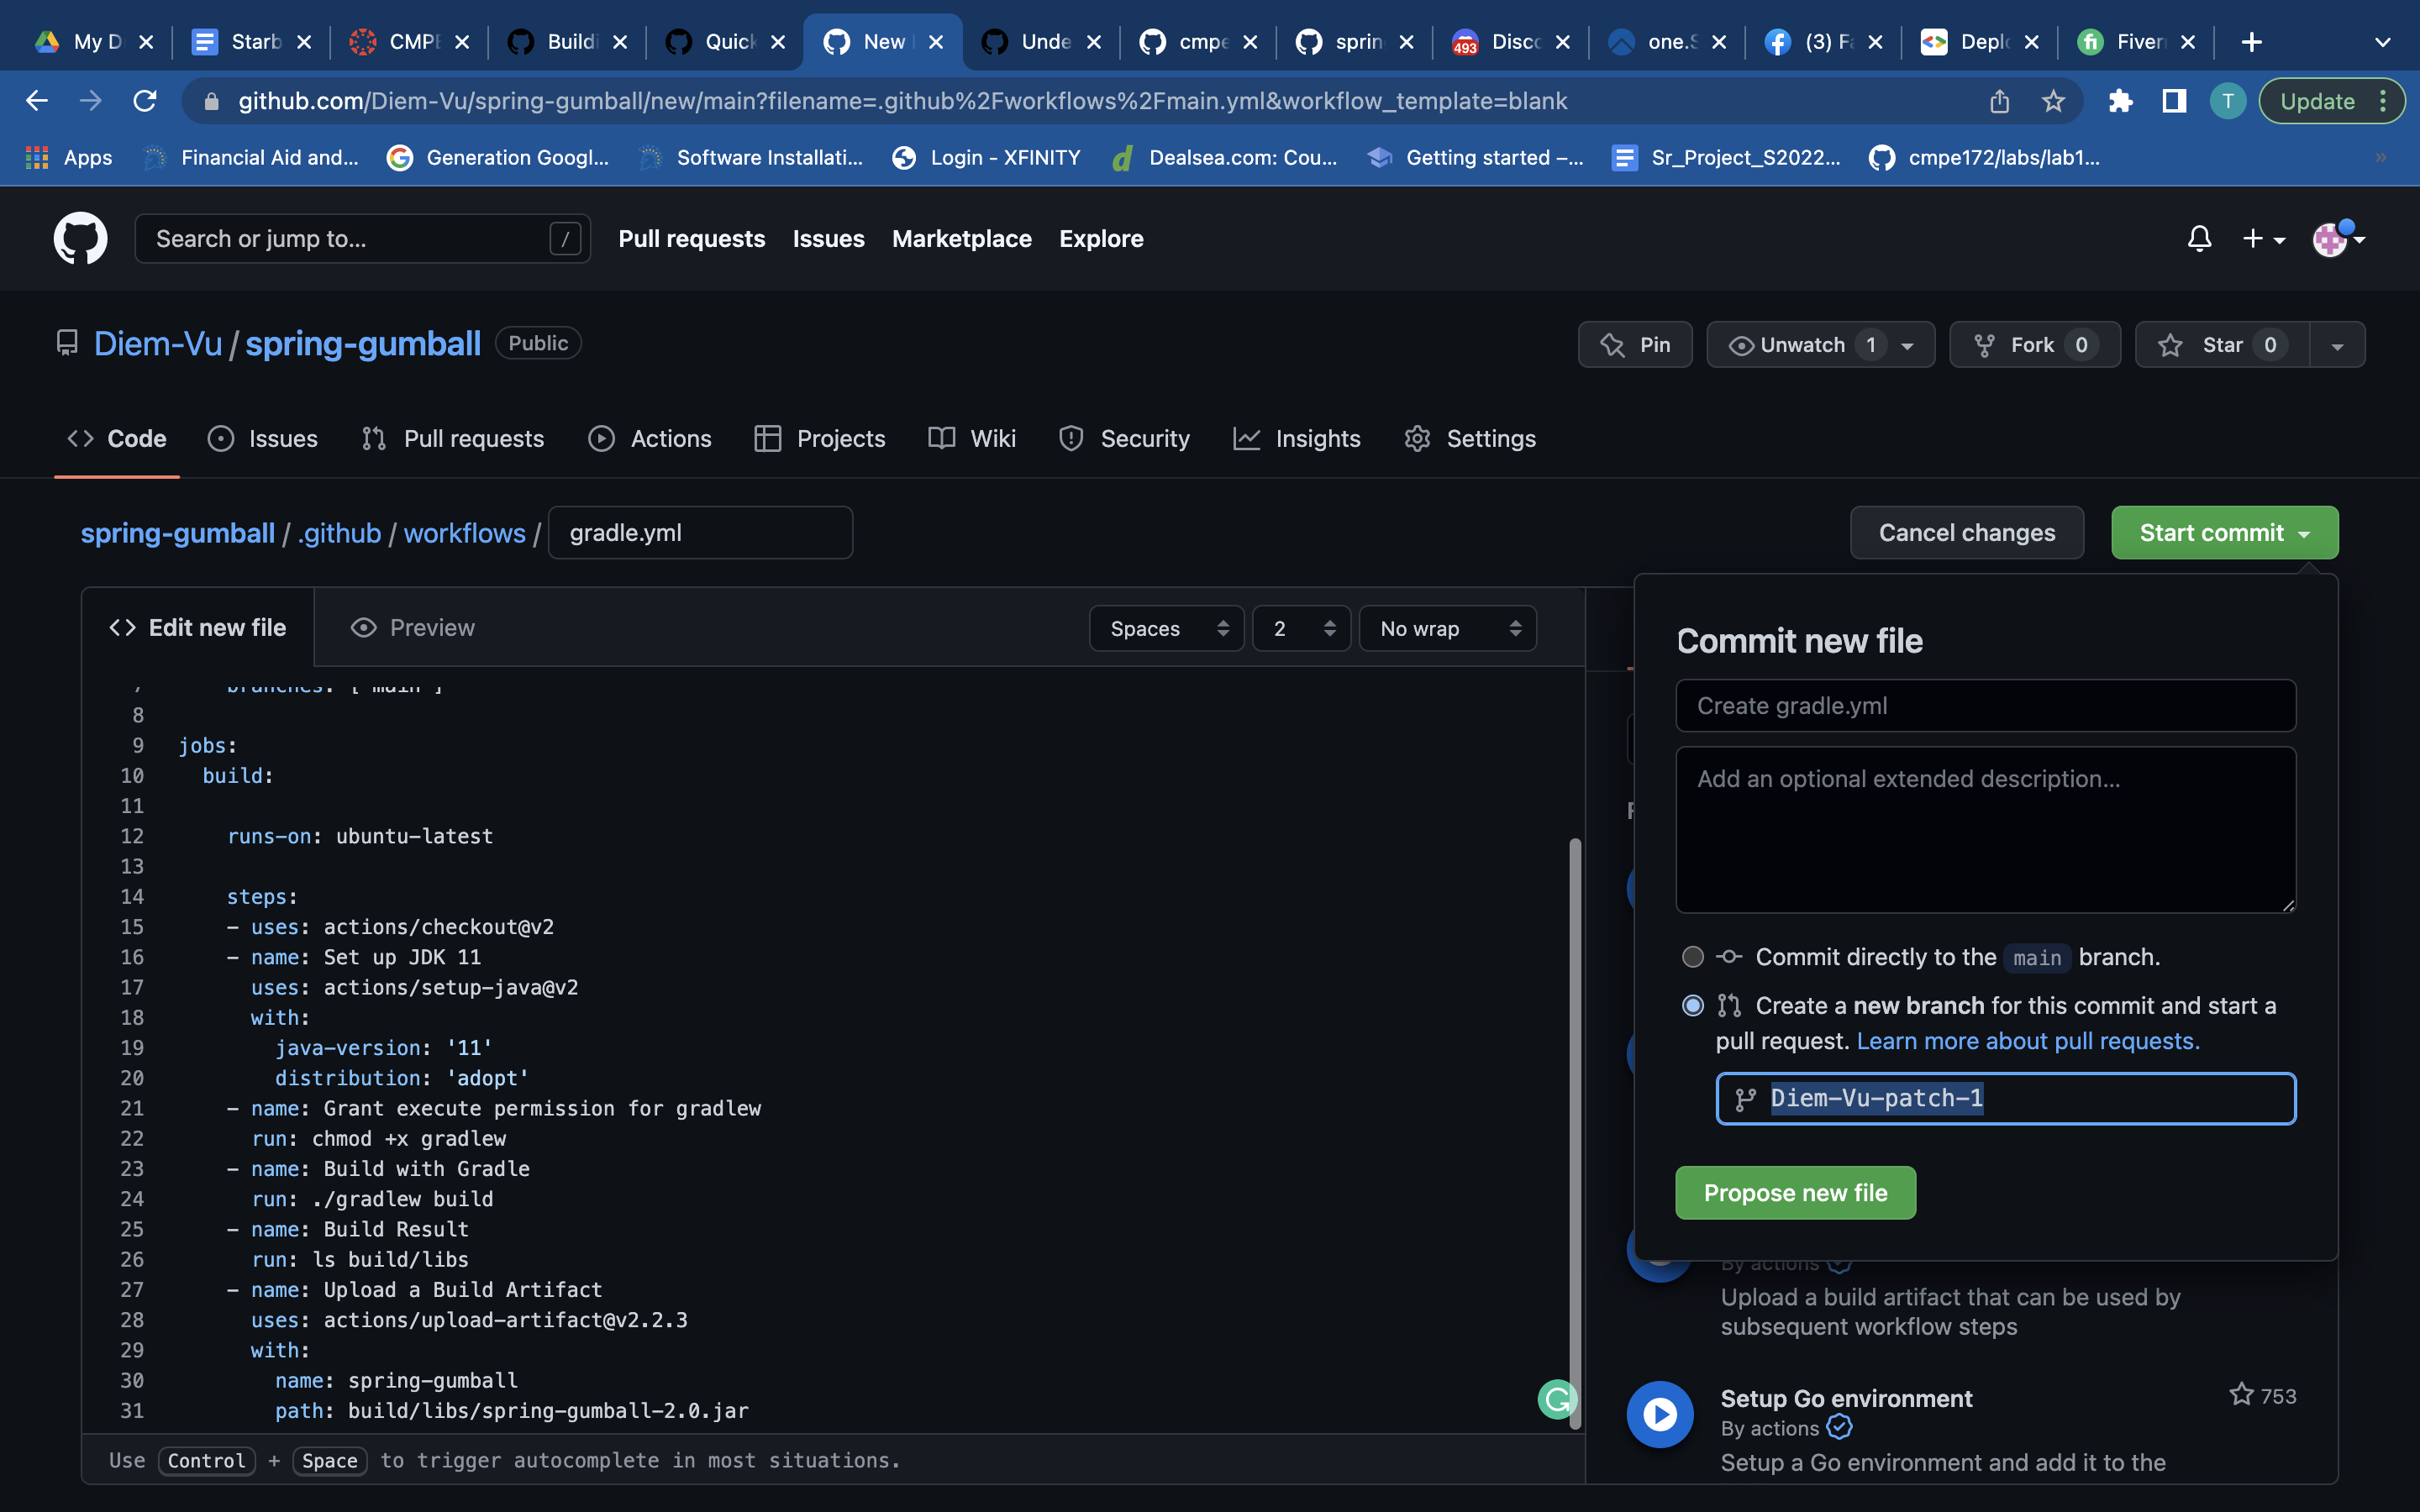 My D
Starb
CMPE
Buildi
Quick
New
Unde
cmpe
sprin
493
Disco
one.S
(3) Fa
Deplo
Fiver
github.com/Diem-Vu/spring-gumball/new/main?filename=.github%2Fworkflows%2Fmain.yml&workflow_template=blank
T
Update
Apps
Financial Aid and...
Generation Googl...
Software Installati...
Login - XFINITY
Dealsea.com: Cou...
Getting started –...
Sr_Project_S2022...
cmpe172/labs/lab1...
»
Search or jump to...
/
Pull requests
Issues
Marketplace
Explore
Diem-Vu / spring-gumball
Public
Pin
Unwatch 1
Fork 0
Star 0
Code
Issues
Pull requests
Actions
Projects
Wiki
Security
Insights
Settings
spring-gumball / .github / workflows / gradle.yml
Cancel changes
Start commit
Edit new file
Preview
Spaces
2
No wrap
7 branches: [ main ]
8
9 jobs:
10 build:
11
12 runs-on: ubuntu-latest
13
14 steps:
15 - uses: actions/checkout@v2
16 - name: Set up JDK 11
17 uses: actions/setup-java@v2
18 with:
19 java-version: '11'
20 distribution: 'adopt'
21 - name: Grant execute permission for gradlew
22 run: chmod +x gradlew
23 - name: Build with Gradle
24 run: ./gradlew build
25 - name: Build Result
26 run: ls build/libs
27 - name: Upload a Build Artifact
28 uses: actions/upload-artifact@v2.2.3
29 with:
30 name: spring-gumball
31 path: build/libs/spring-gumball-2.0.jar
Use Control + Space to trigger autocomplete in most situations.
Commit new file
Create gradle.yml
Add an optional extended description...
Commit directly to the main branch.
Create a new branch for this commit and start a
pull request. Learn more about pull requests.
Diem-Vu-patch-1
Propose new file
By actions
Upload a build artifact that can be used by
subsequent workflow steps
Setup Go environment
753
By actions
Setup a Go environment and add it to the